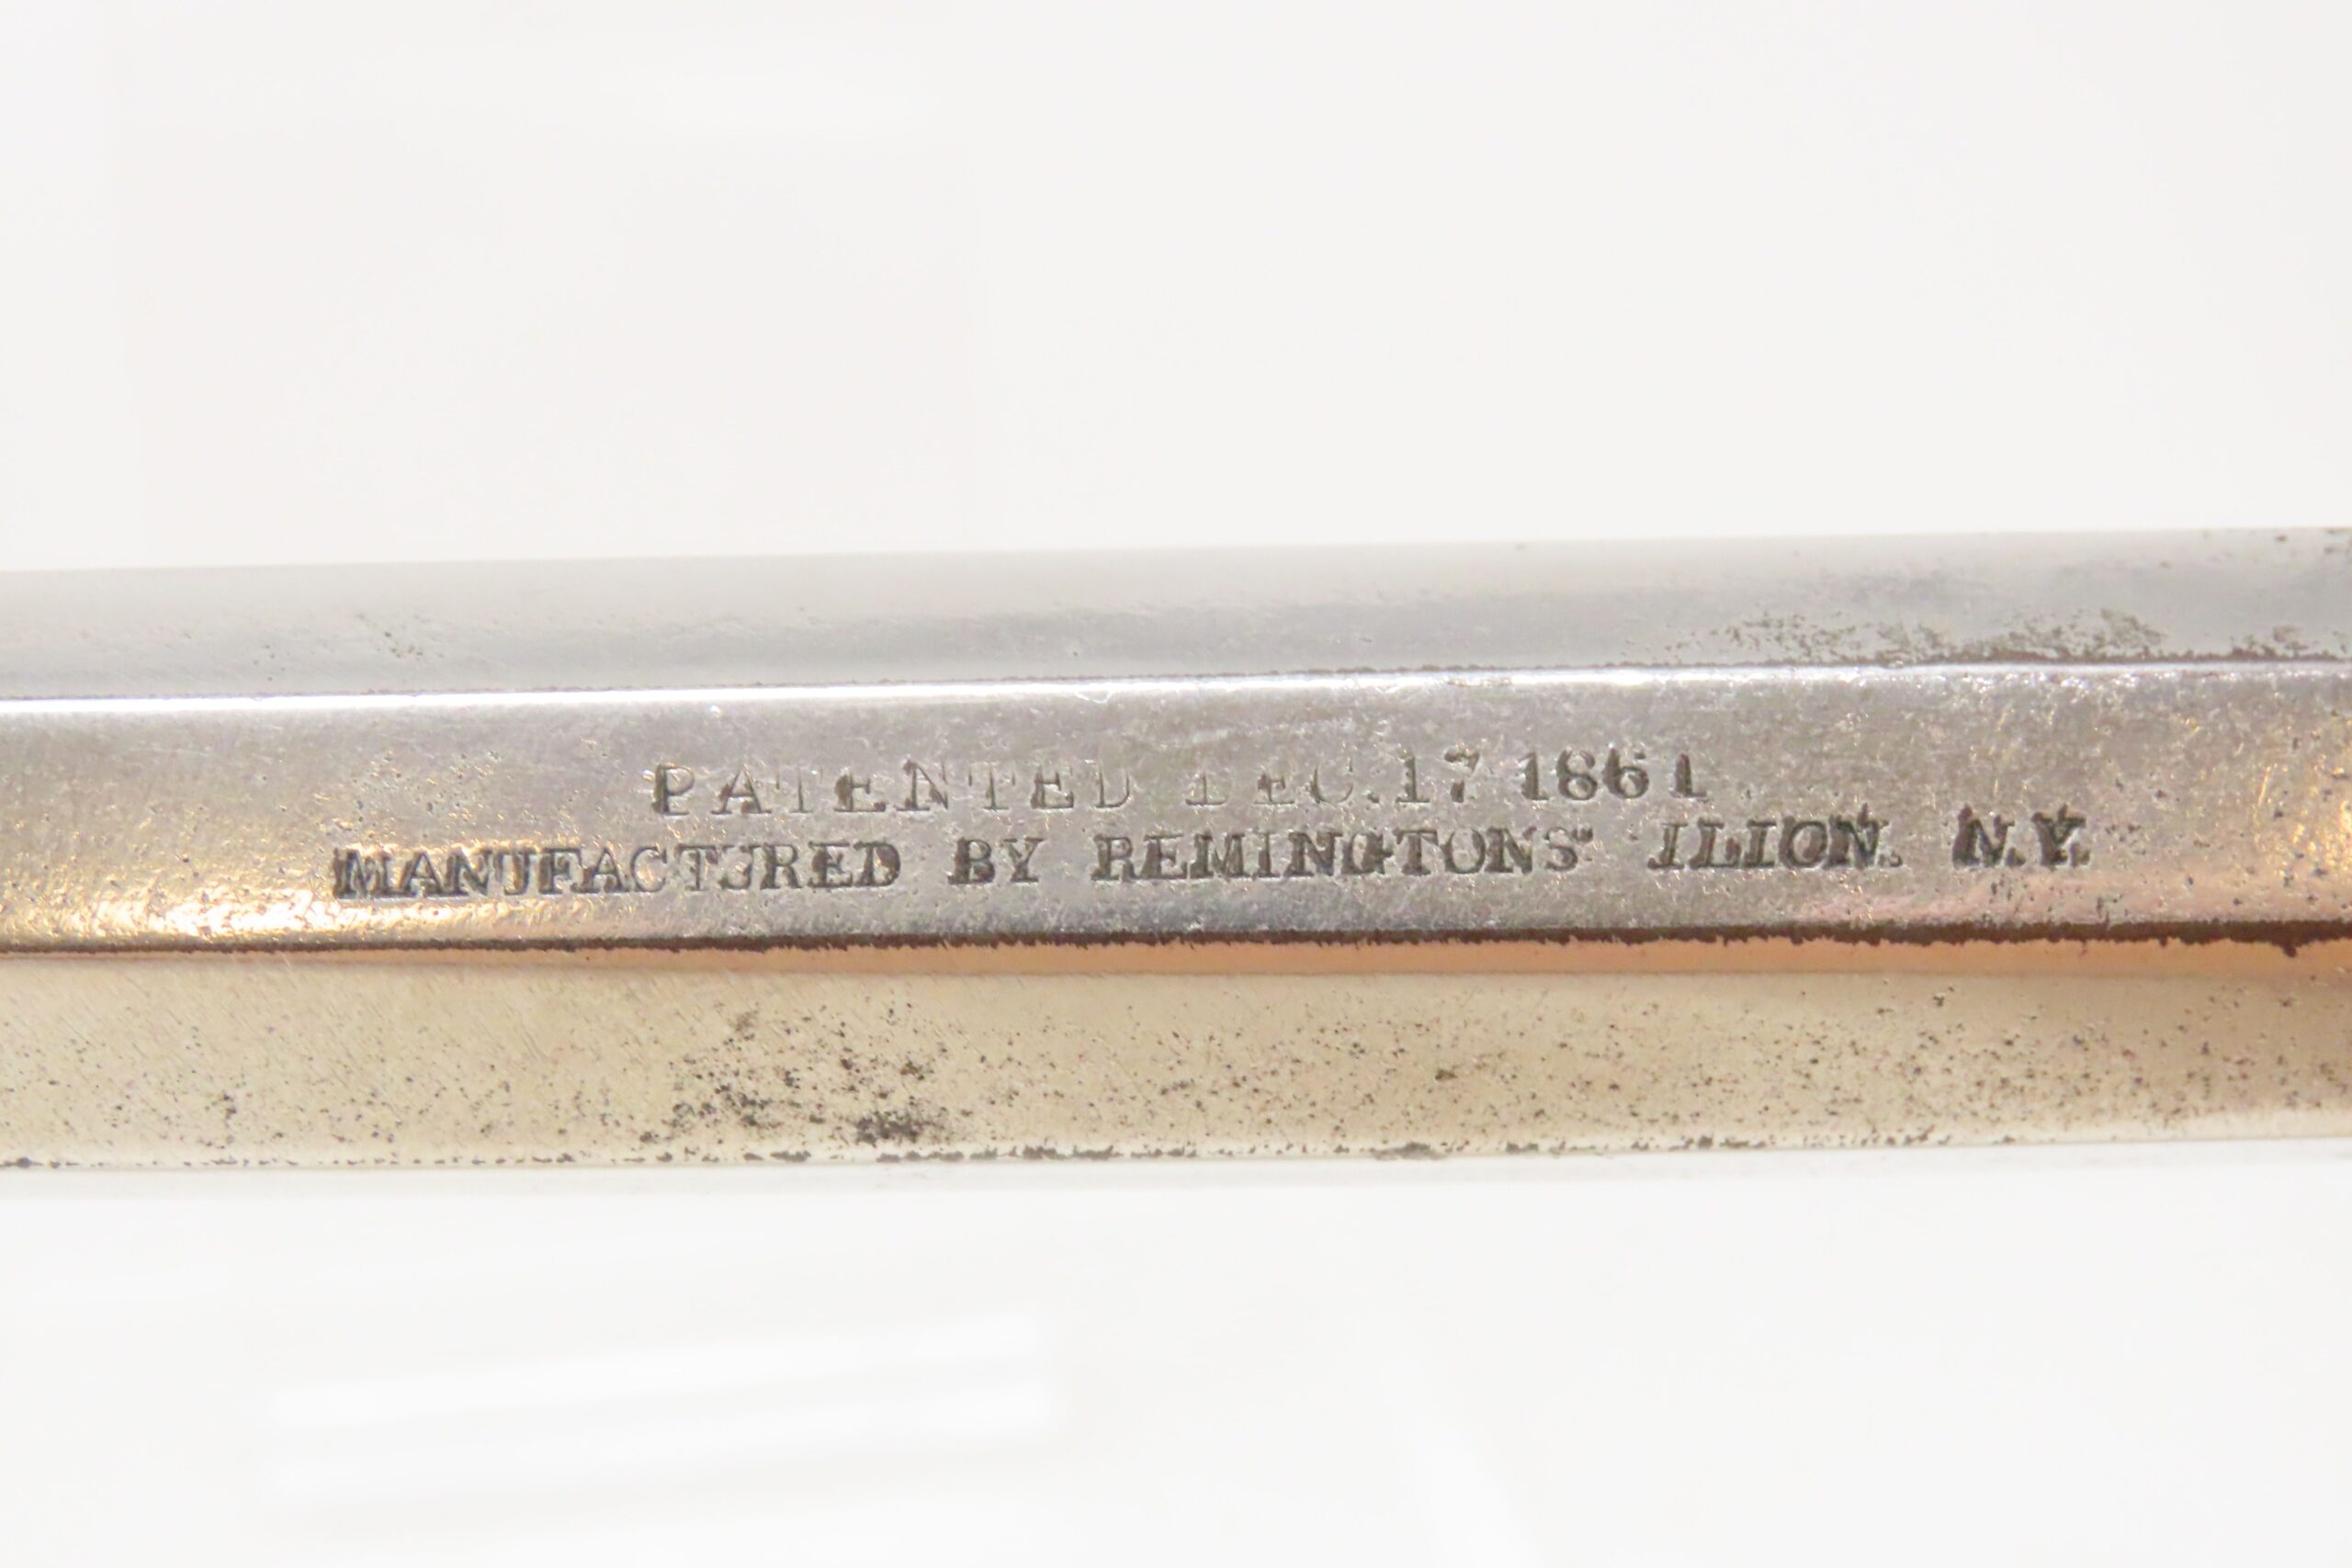 PATENTED DEC. 17 1861
MANUFACTURED BY REMINGTONS' ILION. N.Y.